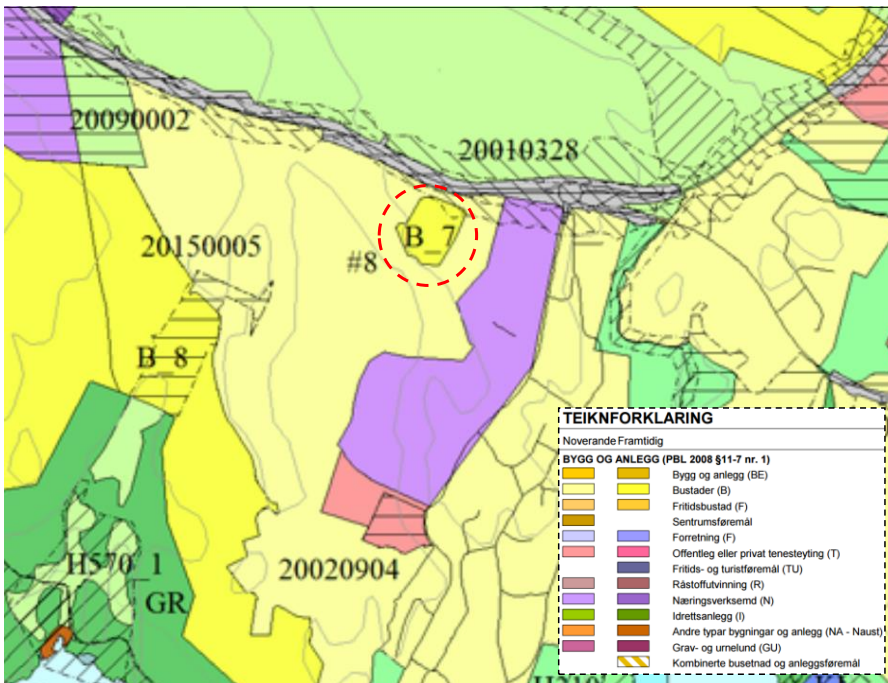 20090002
20010328
B_7
20150005
#8
B_8
20020904
H570_1
GR
TEIKNFORKLARING
Noverande Framtidig
BYGG OG ANLEGG (PBL 2008 §11-7 nr. 1)
Bygg og anlegg (BE)
Bustader (B)
Fritidsbustad (F)
Sentrumsføremål
Forretning (F)
Offentleg eller privat tenesteyting (T)
Fritids- og turistføremål (TU)
Råstoffutvinning (R)
Næringsverksemd (N)
Idrettsanlegg (I)
Andre typar bygningar og anlegg (NA - Naust)
Grav- og urnelund (GU)
Kombinerte busetnad og anleggsføremål